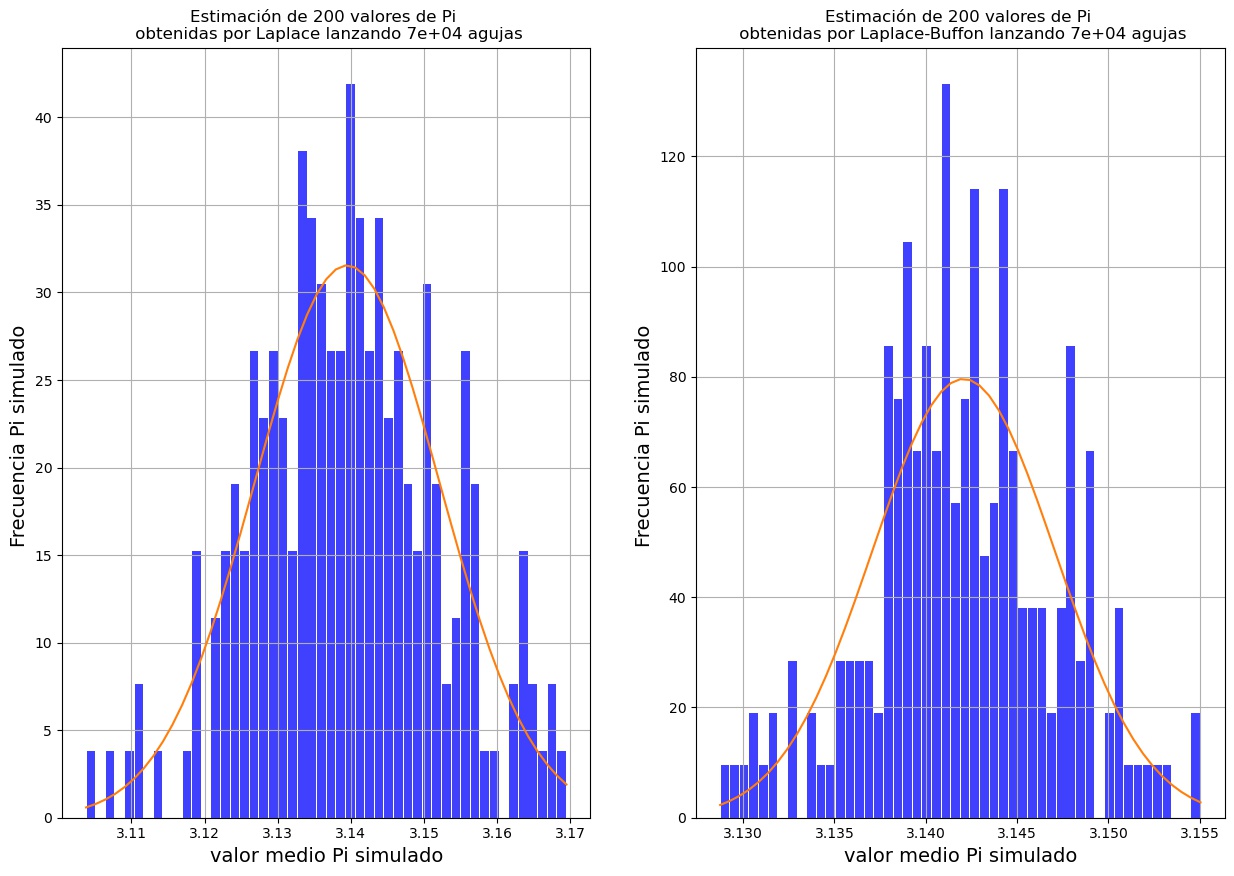 Estimación de 200 valores de Pi
obtenidas por Laplace lanzando 7e+04 agujas
Frecuencia Pi simulado
40
35
30
25
20
15
10
5
0
3.11 3.12 3.13 3.14 3.15 3.16 3.17
valor medio Pi simulado
Estimación de 200 valores de Pi
obtenidas por Laplace-Buffon lanzando 7e+04 agujas
Frecuencia Pi simulado
120
100
80
60
40
20
0
3.130 3.135 3.140 3.145 3.150 3.155
valor medio Pi simulado